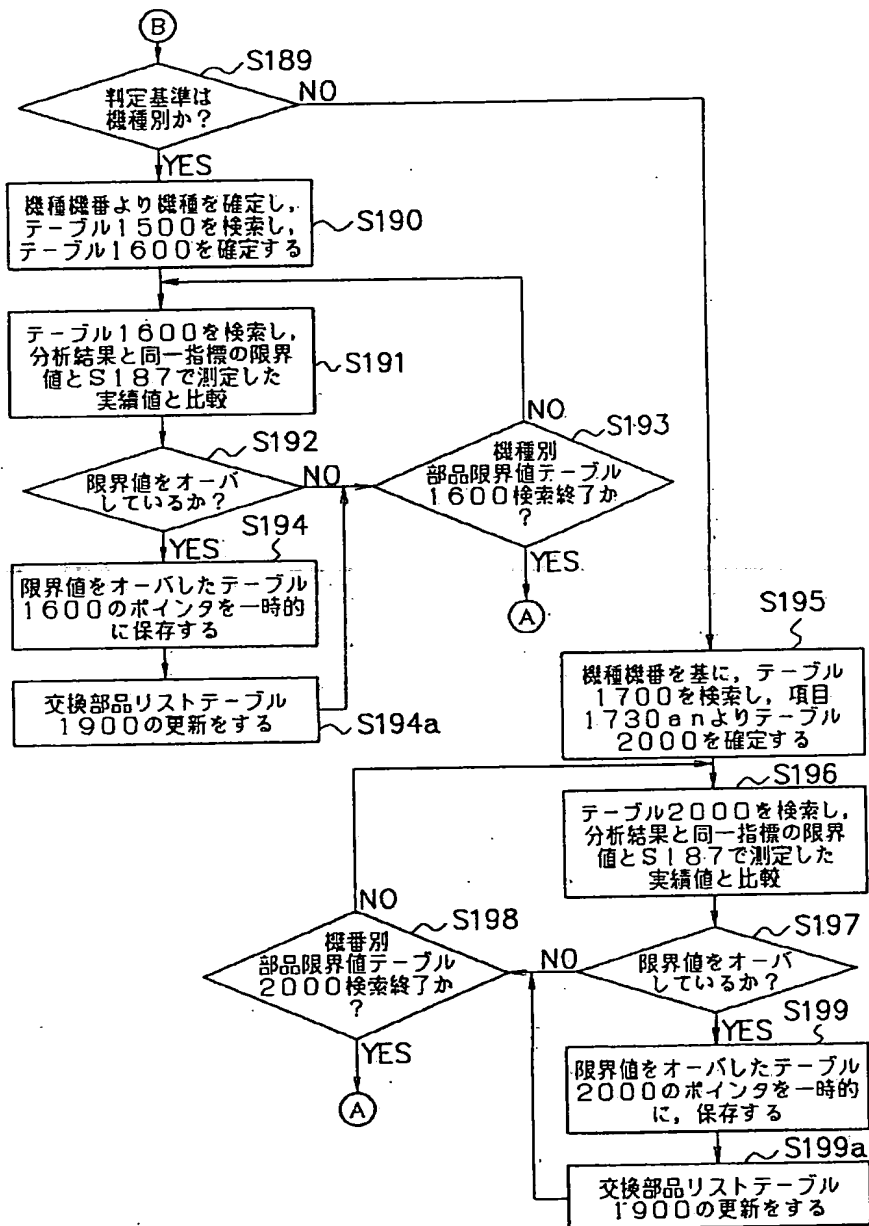 B
S189
判定基準は
機種別か?
NO
YES
機種機番より機種を確定し,
テーブル1500を検索し,
テーブル1600を確定する
S190
テーブル1600を検索し,
分析結果と同一指標の限界
値とS187で測定した
実績値と比較
S191
S192
限界値をオーバ
しているか?
NO
YES
NO
S193
機種別
部品限界値テーブル
1600検索終了か
?
YES
A
S194
限界値をオーバしたテーブル
1600のポインタを一時的
に保存する
交換部品リストテーブル
1900の更新をする
S194a
S195
機種機番を基に,テーブル
1700を検索し,項目
1730anよりテーブル
2000を確定する
S196
テーブル2000を検索し,
分析結果と同一指標の限界
値とS187で測定した
実績値と比較
S197
限界値をオーバ
しているか?
NO
YES
NO
S198
機番別
部品限界値テーブル
2000検索終了か
?
YES
A
S199
限界値をオーバしたテーブル
2000のポインタを一時的
に,保存する
S199a
交換部品リストテーブル
1900の更新をする